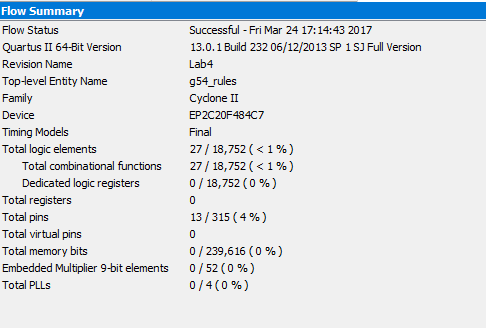 Flow Summary
Flow Status Successful - Fri Mar 24 17:14:43 2017
Quartus II 64-Bit Version 13.0.1 Build 232 06/12/2013 SP 1 SJ Full Version
Revision Name Lab4
Top-level Entity Name g54_rules
Family Cyclone II
Device EP2C20F484C7
Timing Models Final
Total logic elements 27 / 18,752 ( < 1 % )
Total combinational functions 27 / 18,752 ( < 1 % )
Dedicated logic registers 0 / 18,752 ( 0 % )
Total registers 0
Total pins 13 / 315 ( 4 % )
Total virtual pins 0
Total memory bits 0 / 239,616 ( 0 % )
Embedded Multiplier 9-bit elements 0 / 52 ( 0 % )
Total PLLs 0 / 4 ( 0 % )